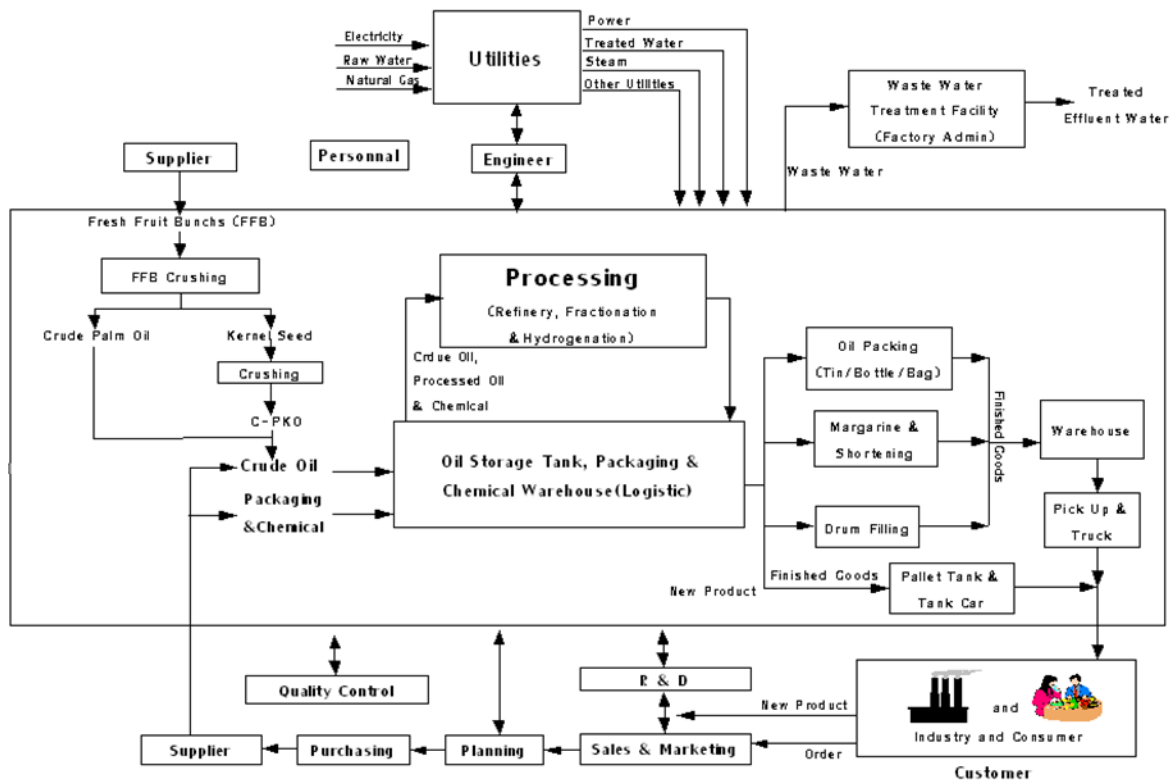 Power
Electricity
Treated Water
Utilities
Raw Water
Steam
Natural Gas
Other Utilities
Waste Water
Treatment Facility
(Factory Admin)
Treated
Effluent Water
Supplier
Personnal
Engineer
Waste Water
Fresh Fruit Bunchs (FFB)
FFB Crushing
Processing
(Refinery, Fractionation
& Hydrogenation)
Crude Palm Oil
Kernel Seed
Crushing
C-PKO
Crdue Oil,
Processed Oil
& Chemical
Oil Packing
(Tin/Bottle/Bag)
Margarine &
Shortening
Finished Goods
Warehouse
Crude Oil
Packaging
&Chemical
Oil Storage Tank, Packaging &
Chemical Warehouse(Logistic)
Drum Filling
Pick Up &
Truck
Finished Goods
New Product
Pallet Tank &
Tank Car
Quality Control
R & D
New Product
and
Industry and Consumer
Supplier
Purchasing
Planning
Sales & Marketing
Order
Customer